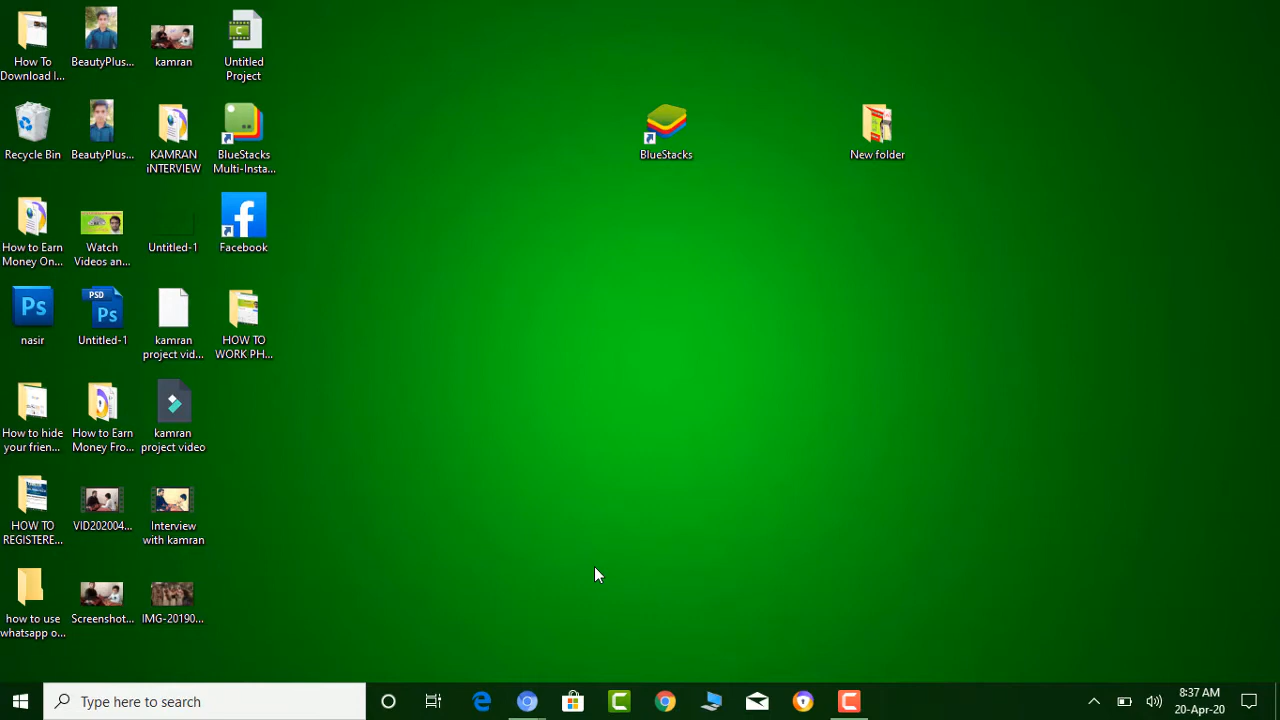 How To
Download I...
BeautyPlus...
kamran
Untitled
Project
Recycle Bin
BeautyPlus...
KAMRAN
iNTERVIEW
BlueStacks
Multi-Insta...
BlueStacks
New folder
How to Earn
Money On...
Watch
Videos an...
Untitled-1
Facebook
Ps
nasir
PSD
Ps
Untitled-1
kamran
project vid...
HOW TO
WORK PH...
How to hide
your frien...
How to Earn
Money Fro...
kamran
project video
HOW TO
REGISTERE...
VID202004...
Interview
with kamran
how to use
whatsapp o...
Screenshot...
IMG-20190...
Type here to search
8:37 AM
20-Apr-20